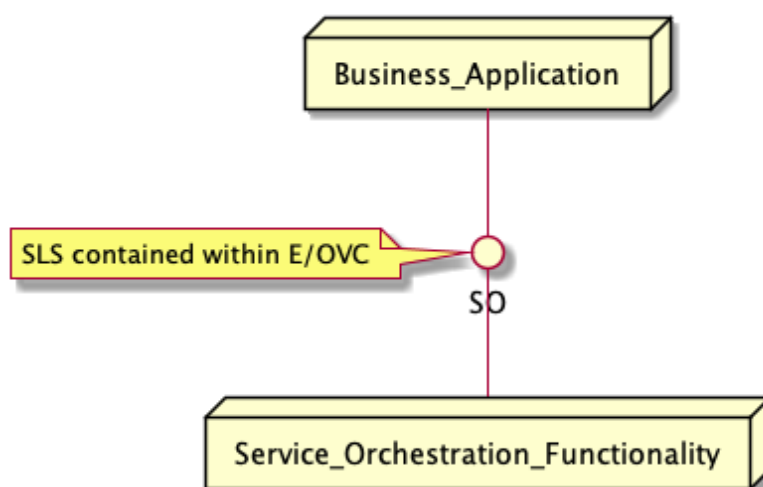 Business_Application
SLS contained within E/OVC
SO
Service_Orchestration_Functionality